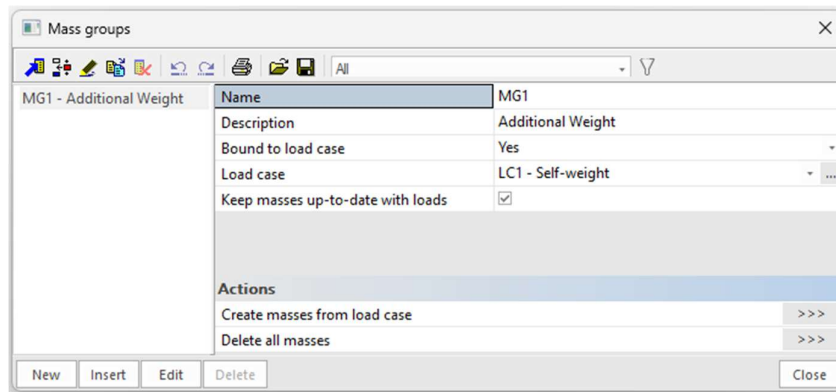 Mass groups
All
MG1 - Additional Weight
Name MG1
Description Additional Weight
Bound to load case Yes
Load case LC1 - Self-weight ...
Keep masses up-to-date with loads
Actions
Create masses from load case >>>
Delete all masses >>>
New Insert Edit Delete Close